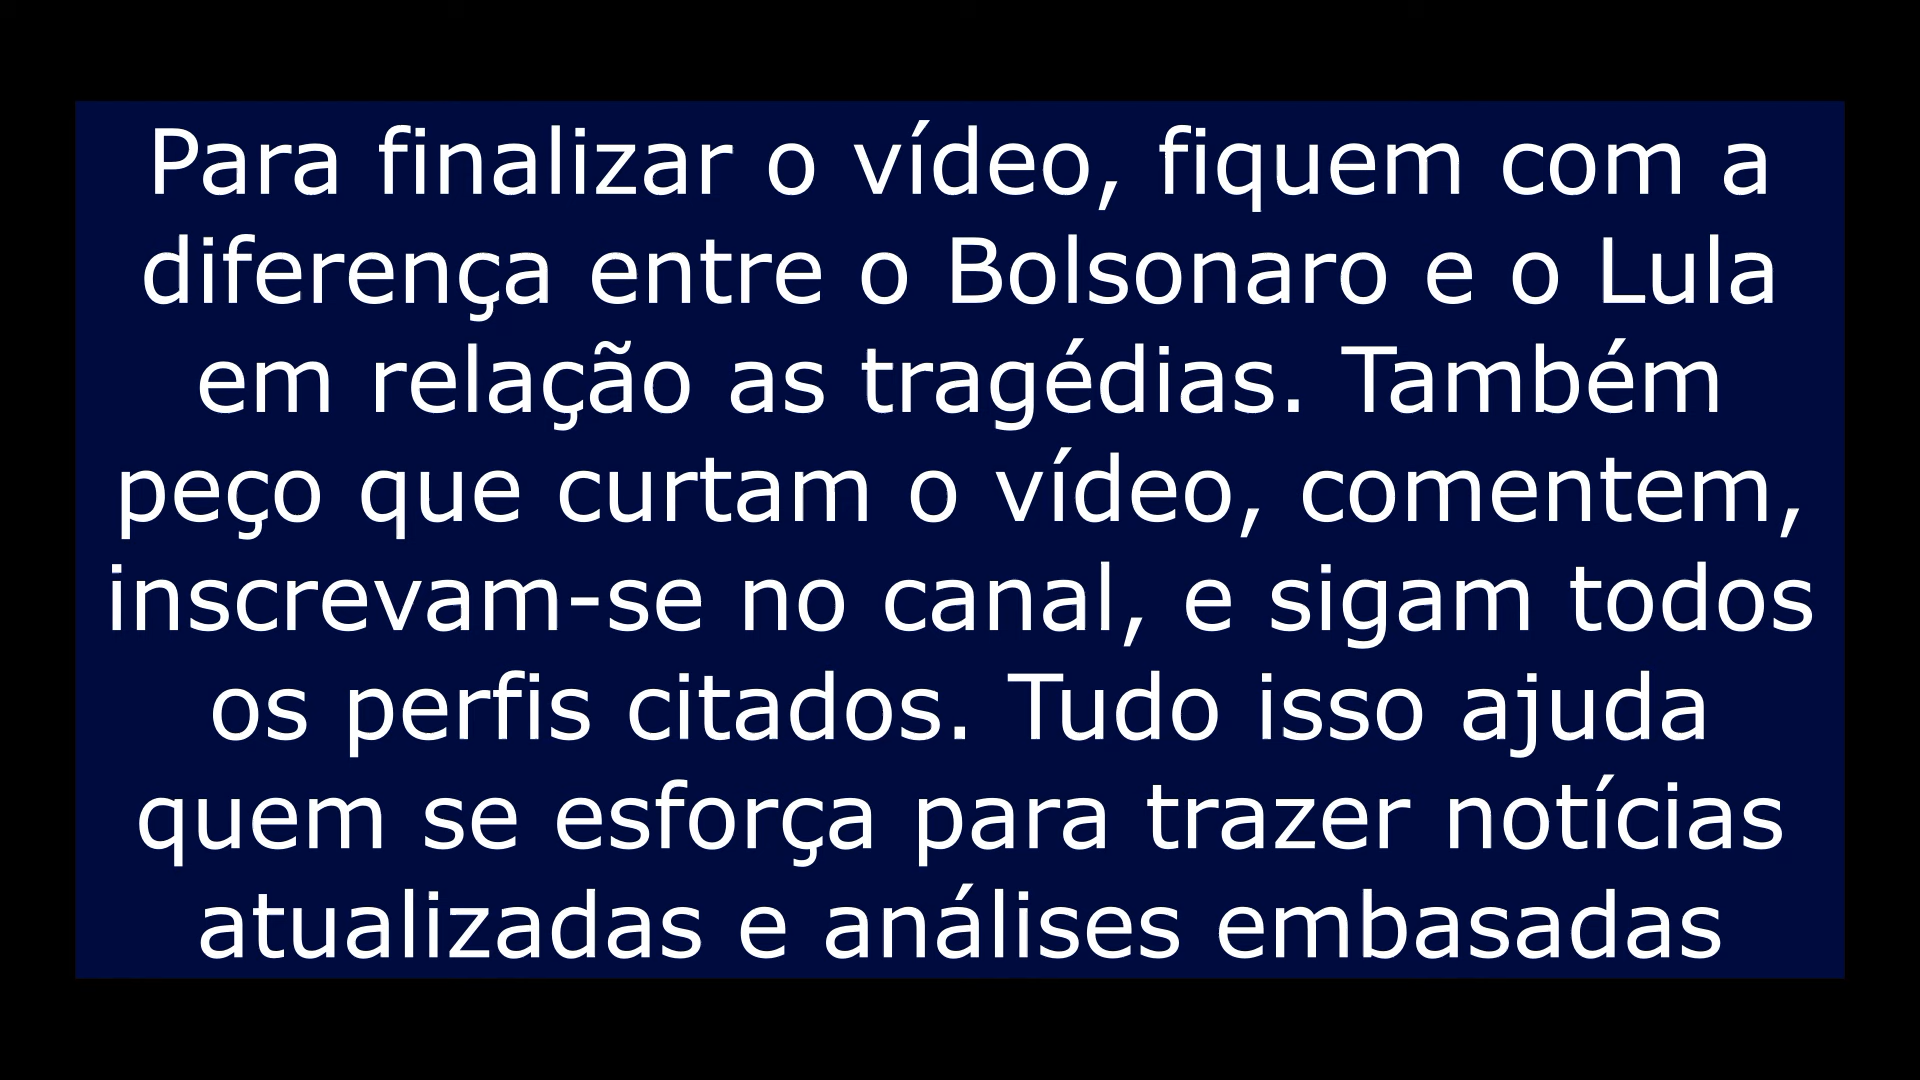 Para finalizar o vídeo, fiquem com a
diferença entre o Bolsonaro e o Lula
em relação as tragédias. Também
peço que curtam o vídeo, comentem,
inscrevam-se no canal, e sigam todos
os perfis citados. Tudo isso ajuda
quem se esforça para trazer notícias
atualizadas e análises embasadas